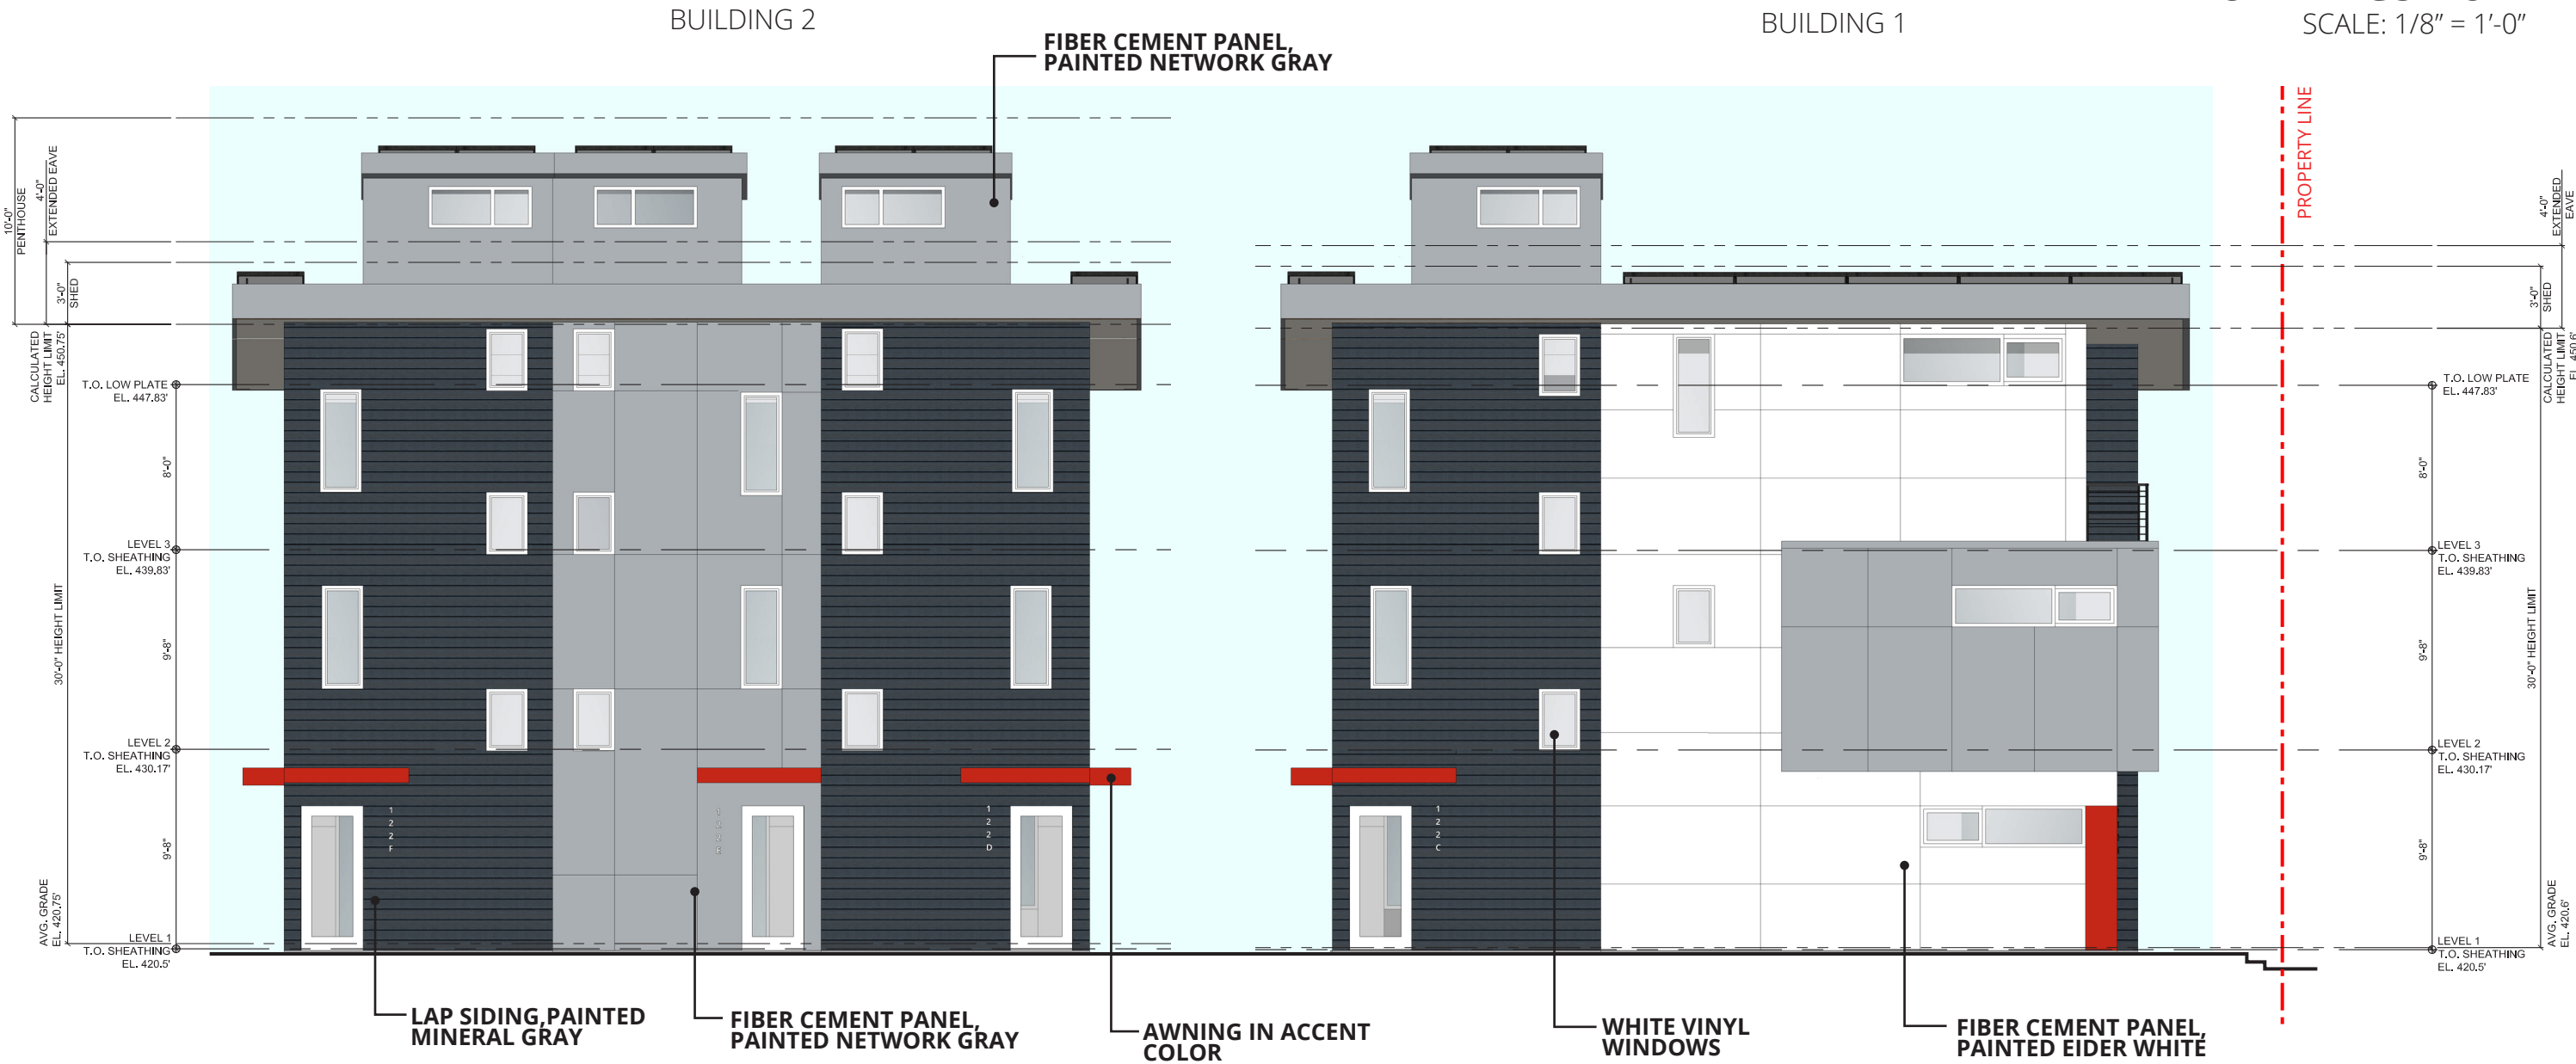 BUILDING 2
BUILDING 1
SCALE: 1/8” = 1’-0”
FIBER CEMENT PANEL,
PAINTED NETWORK GRAY
PROPERTY LINE
10'-0"
PENTHOUSE
4'-0"
EXTENDED EAVE
3'-0"
SHED
CALCULATED
HEIGHT LIMIT
EL. 450.75'
T.O. LOW PLATE
EL. 447.83'
8'-0"
LEVEL 3
T.O. SHEATHING
EL. 439.83'
30'-0" HEIGHT LIMIT
9'-8"
LEVEL 2
T.O. SHEATHING
EL. 430.17'
9'-8"
AVG. GRADE
EL. 420.75'
LEVEL 1
T.O. SHEATHING
EL. 420.5'
1
2
2
F
1
2
2
E
1
2
2
D
1
2
2
C
4'-0"
EXTENDED
EAVE
3'-0"
SHED
CALCULATED
HEIGHT LIMIT
EL. 450.6'
T.O. LOW PLATE
EL. 447.83'
8'-0"
LEVEL 3
T.O. SHEATHING
EL. 439.83'
30'-0" HEIGHT LIMIT
9'-8"
LEVEL 2
T.O. SHEATHING
EL. 430.17'
9'-8"
AVG. GRADE
EL. 420.6'
LEVEL 1
T.O. SHEATHING
EL. 420.5'
LAP SIDING,PAINTED
MINERAL GRAY
FIBER CEMENT PANEL,
PAINTED NETWORK GRAY
AWNING IN ACCENT
COLOR
WHITE VINYL
WINDOWS
FIBER CEMENT PANEL,
PAINTED EIDER WHITE